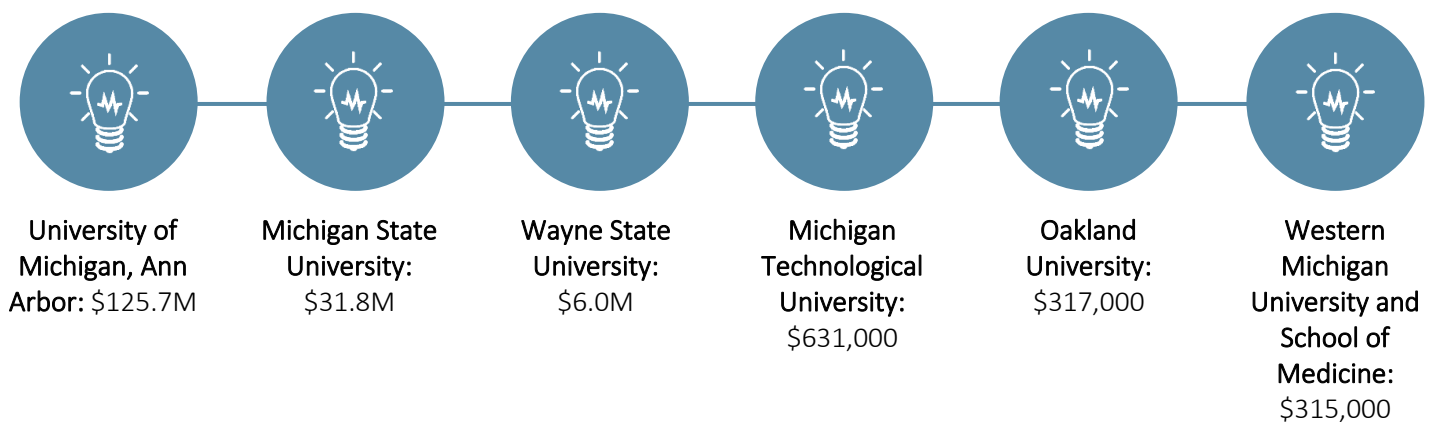 University of
Michigan, Ann
Arbor: $125.7M
Michigan State
University:
$31.8M
Wayne State
University:
$6.0M
Michigan
Technological
University:
$631,000
Oakland
University:
$317,000
Western
Michigan
University and
School of
Medicine:
$315,000